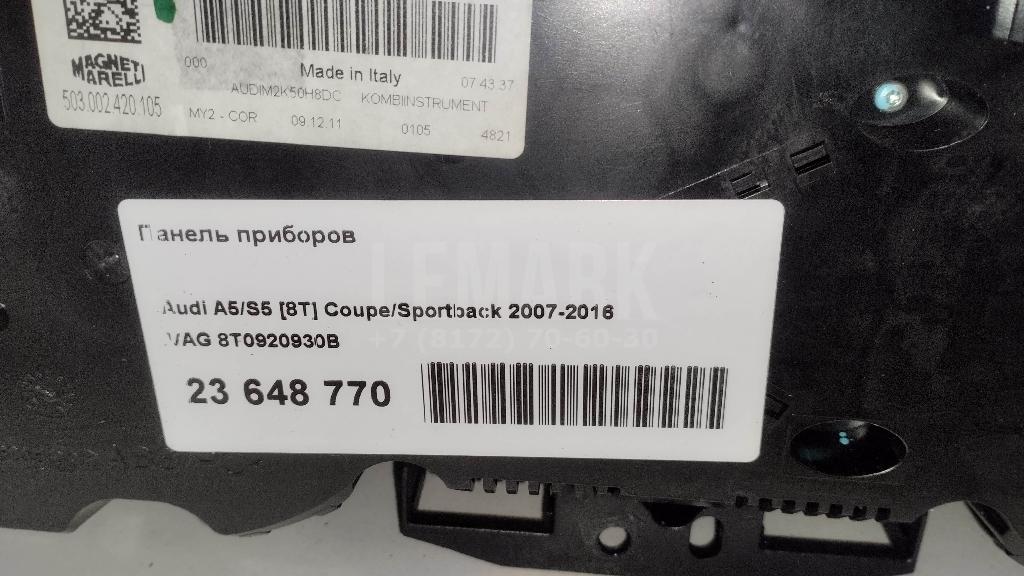 MAGNETI
MARELLI
503.002.420.105
000
Made in Italy
07.43.37
AUDIM2K50H8DC KOMBIINSTRUMENT
MY2 - COR 09.12.11 0105 4821
Панель приборов
LEMARK
Audi A5/S5 [8T] Coupe/Sportback 2007-2016
+7 (8172) 70-60-30
VAG 8T0920930B
23 648 770